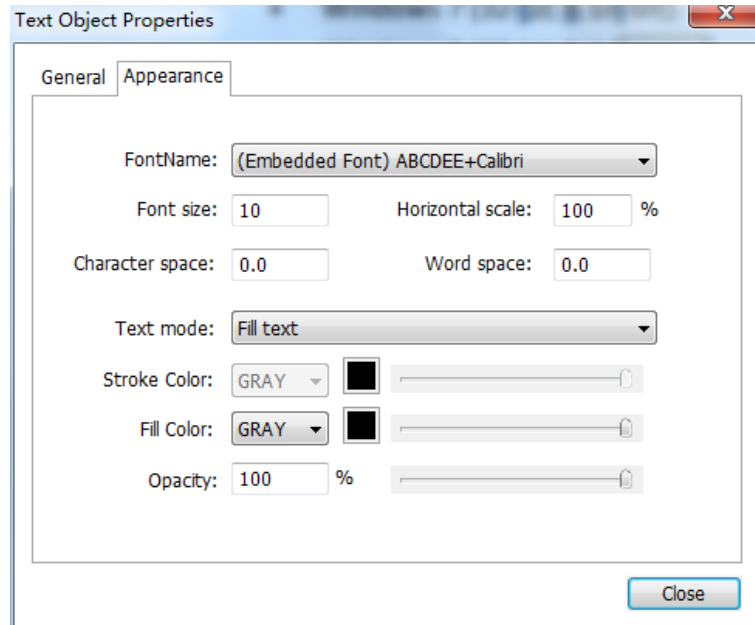 Text Object Properties
General Appearance
FontName: (Embedded Font) ABCDEE+Calibri
Font size: 10 Horizontal scale: 100 %
Character space: 0.0 Word space: 0.0
Text mode: Fill text
Stroke Color: GRAY
Fill Color: GRAY
Opacity: 100 %
Close